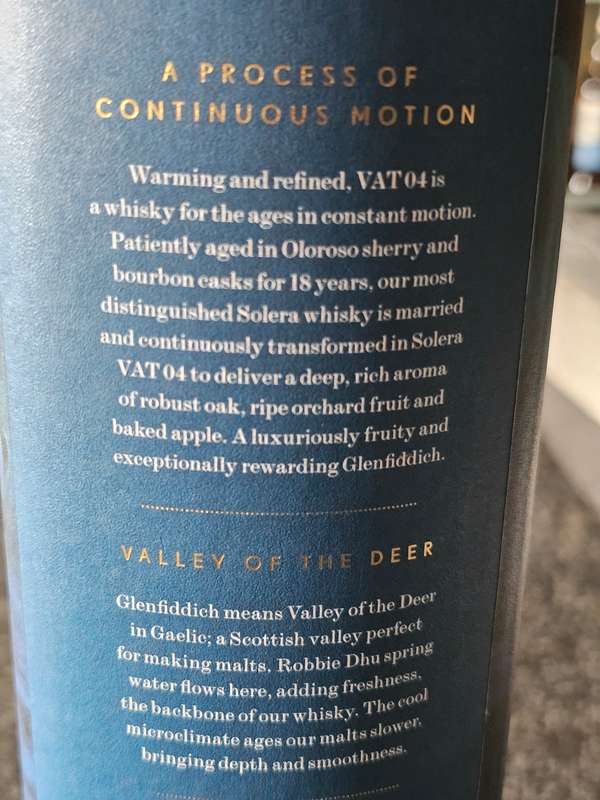 A PROCESS OF
CONTINUOUS MOTION
Warming and refined, VAT 04 is
a whisky for the ages in constant motion.
Patiently aged in Oloroso sherry and
bourbon casks for 18 years, our most
distinguished Solera whisky is married
and continuously transformed in Solera
VAT 04 to deliver a deep, rich aroma
of robust oak, ripe orchard fruit and
baked apple. A luxuriously fruity and
exceptionally rewarding Glenfiddich.
VALLEY OF THE DEER
Glenfiddich means Valley of the Deer
in Gaelic; a Scottish valley perfect
for making malts. Robbie Dhu spring
water flows here, adding freshness,
the backbone of our whisky. The cool
microclimate ages our malts slower,
bringing depth and smoothness.